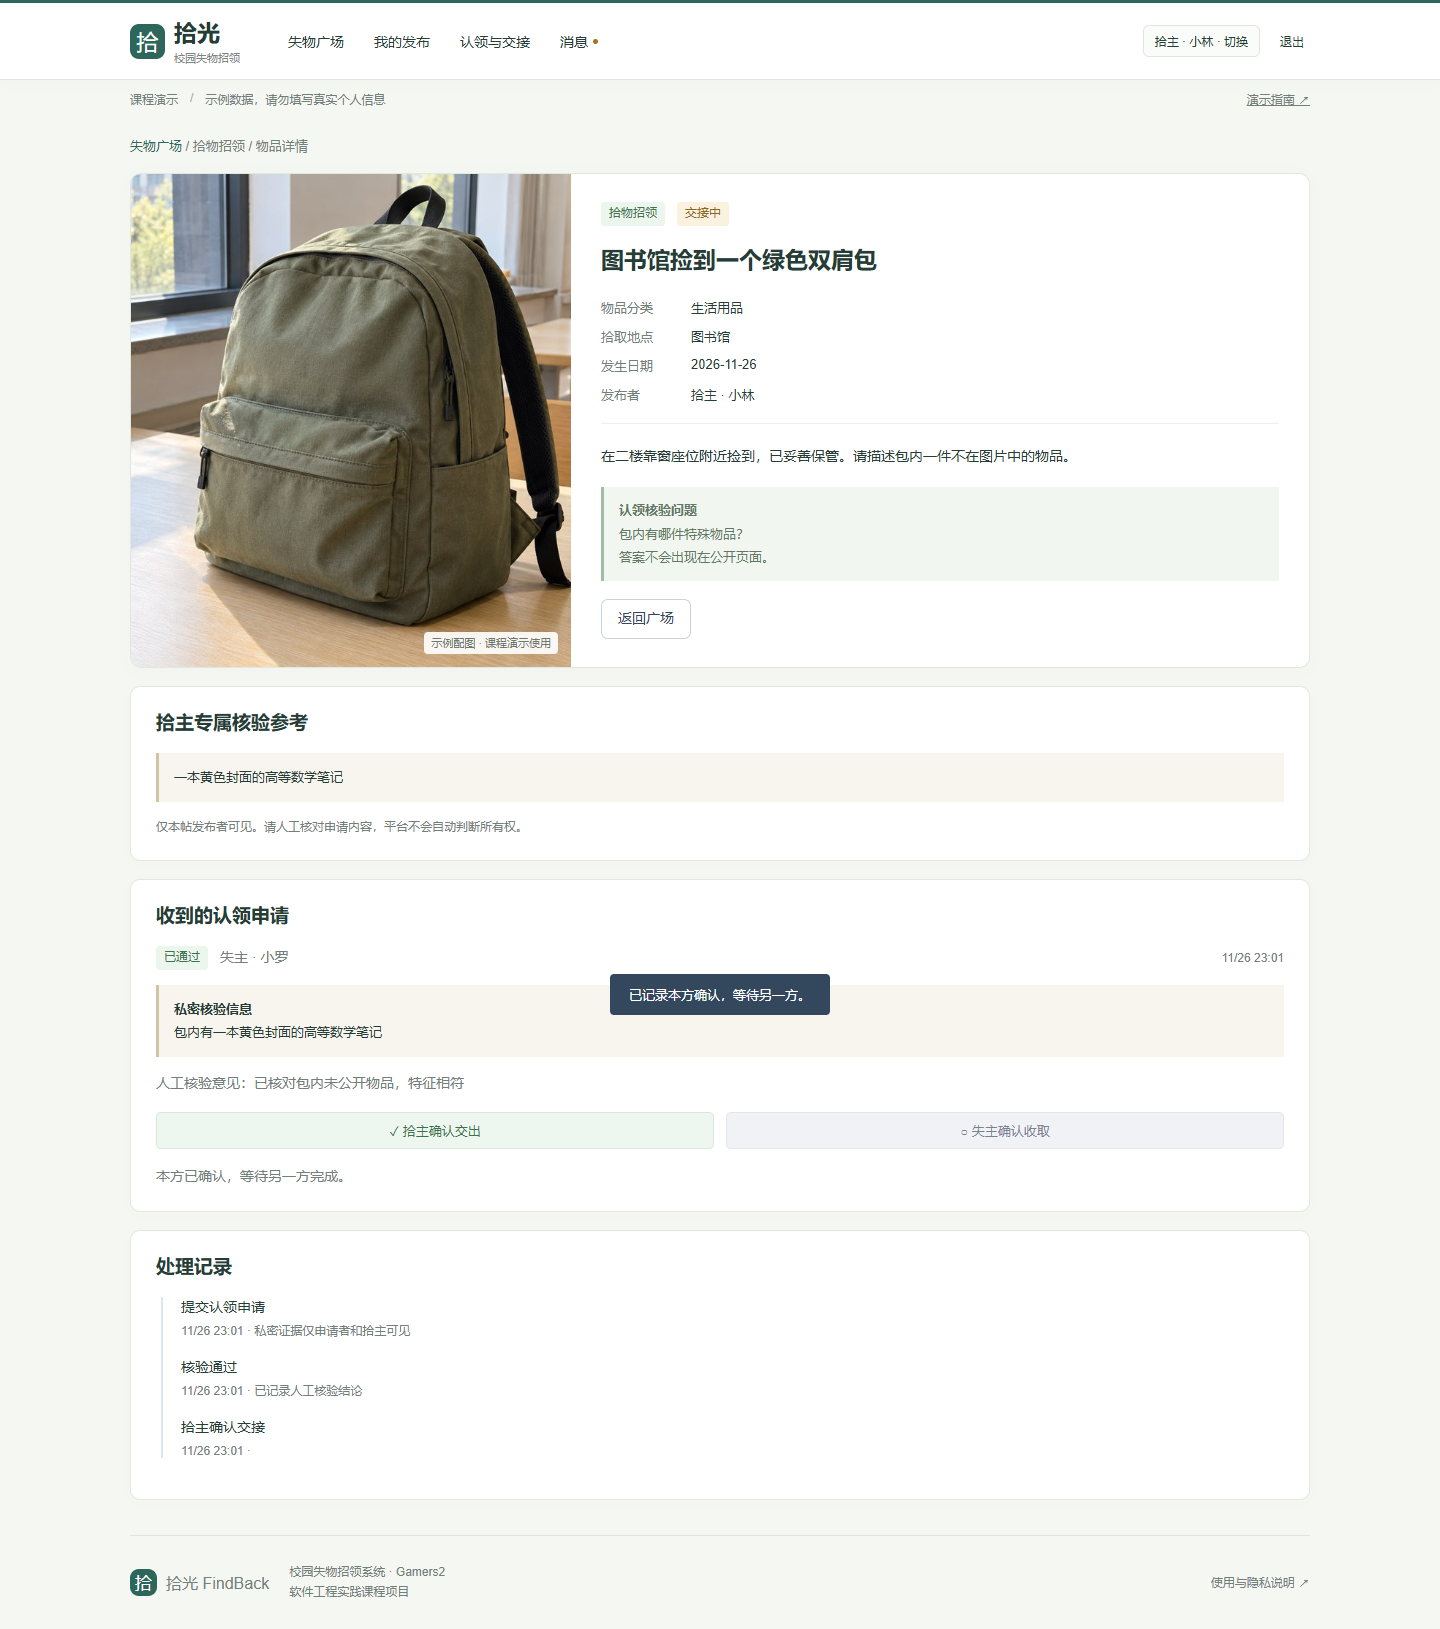 拾
拾光
校园失物招领
失物广场
我的发布
认领与交接
消息
拾主 · 小林 · 切换
退出
课程演示 / 示例数据，请勿填写真实个人信息
演示指南 ↗
失物广场 / 拾物招领 / 物品详情
示例配图 · 课程演示使用
拾物招领
交接中
图书馆捡到一个绿色双肩包
物品分类 生活用品
拾取地点 图书馆
发生日期 2026-11-26
发布者 拾主 · 小林
在二楼靠窗座位附近捡到，已妥善保管。请描述包内一件不在图片中的物品。
认领核验问题
包内有哪件特殊物品？
答案不会出现在公开页面。
返回广场
拾主专属核验参考
一本黄色封面的高等数学笔记
仅本帖发布者可见。请人工核对申请内容，平台不会自动判断所有权。
收到的认领申请
已通过 失主 · 小罗
11/26 23:01
已记录本方确认，等待另一方。
私密核验信息
包内有一本黄色封面的高等数学笔记
人工核验意见：已核对包内未公开物品，特征相符
✓ 拾主确认交出
○ 失主确认收取
本方已确认，等待另一方完成。
处理记录
提交认领申请
11/26 23:01 · 私密证据仅申请者和拾主可见
核验通过
11/26 23:01 · 已记录人工核验结论
拾主确认交接
11/26 23:01 ·
拾
拾光 FindBack
校园失物招领系统 · Gamers2
软件工程实践课程项目
使用与隐私说明 ↗